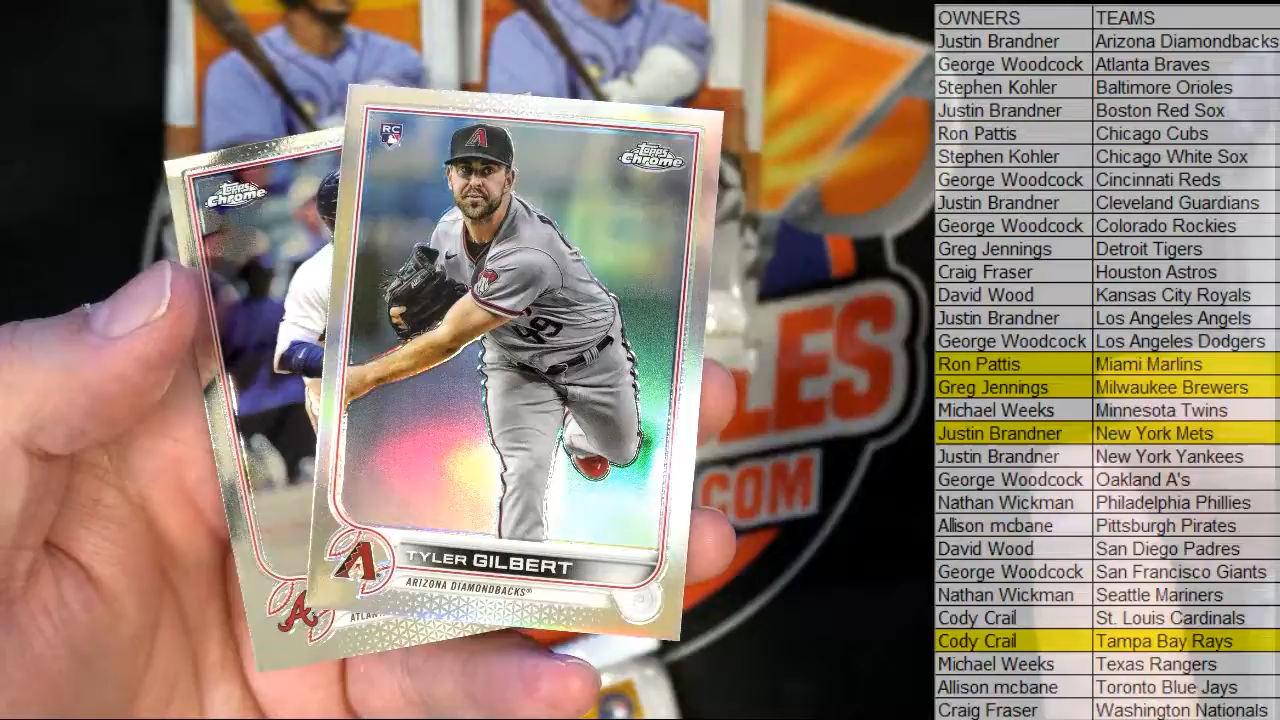 RC
Topps Chrome
Topps Chrome
49
TYLER GILBERT
ARIZONA DIAMONDBACKS
LES
.COM
OWNERS TEAMS
Justin Brandner Arizona Diamondbacks
George Woodcock Atlanta Braves
Stephen Kohler Baltimore Orioles
Justin Brandner Boston Red Sox
Ron Pattis Chicago Cubs
Stephen Kohler Chicago White Sox
George Woodcock Cincinnati Reds
Justin Brandner Cleveland Guardians
George Woodcock Colorado Rockies
Greg Jennings Detroit Tigers
Craig Fraser Houston Astros
David Wood Kansas City Royals
Justin Brandner Los Angeles Angels
George Woodcock Los Angeles Dodgers
Ron Pattis Miami Marlins
Greg Jennings Milwaukee Brewers
Michael Weeks Minnesota Twins
Justin Brandner New York Mets
Justin Brandner New York Yankees
George Woodcock Oakland A's
Nathan Wickman Philadelphia Phillies
Allison mcbane Pittsburgh Pirates
David Wood San Diego Padres
George Woodcock San Francisco Giants
Nathan Wickman Seattle Mariners
Cody Crail St. Louis Cardinals
Cody Crail Tampa Bay Rays
Michael Weeks Texas Rangers
Allison mcbane Toronto Blue Jays
Craig Fraser Washington Nationals